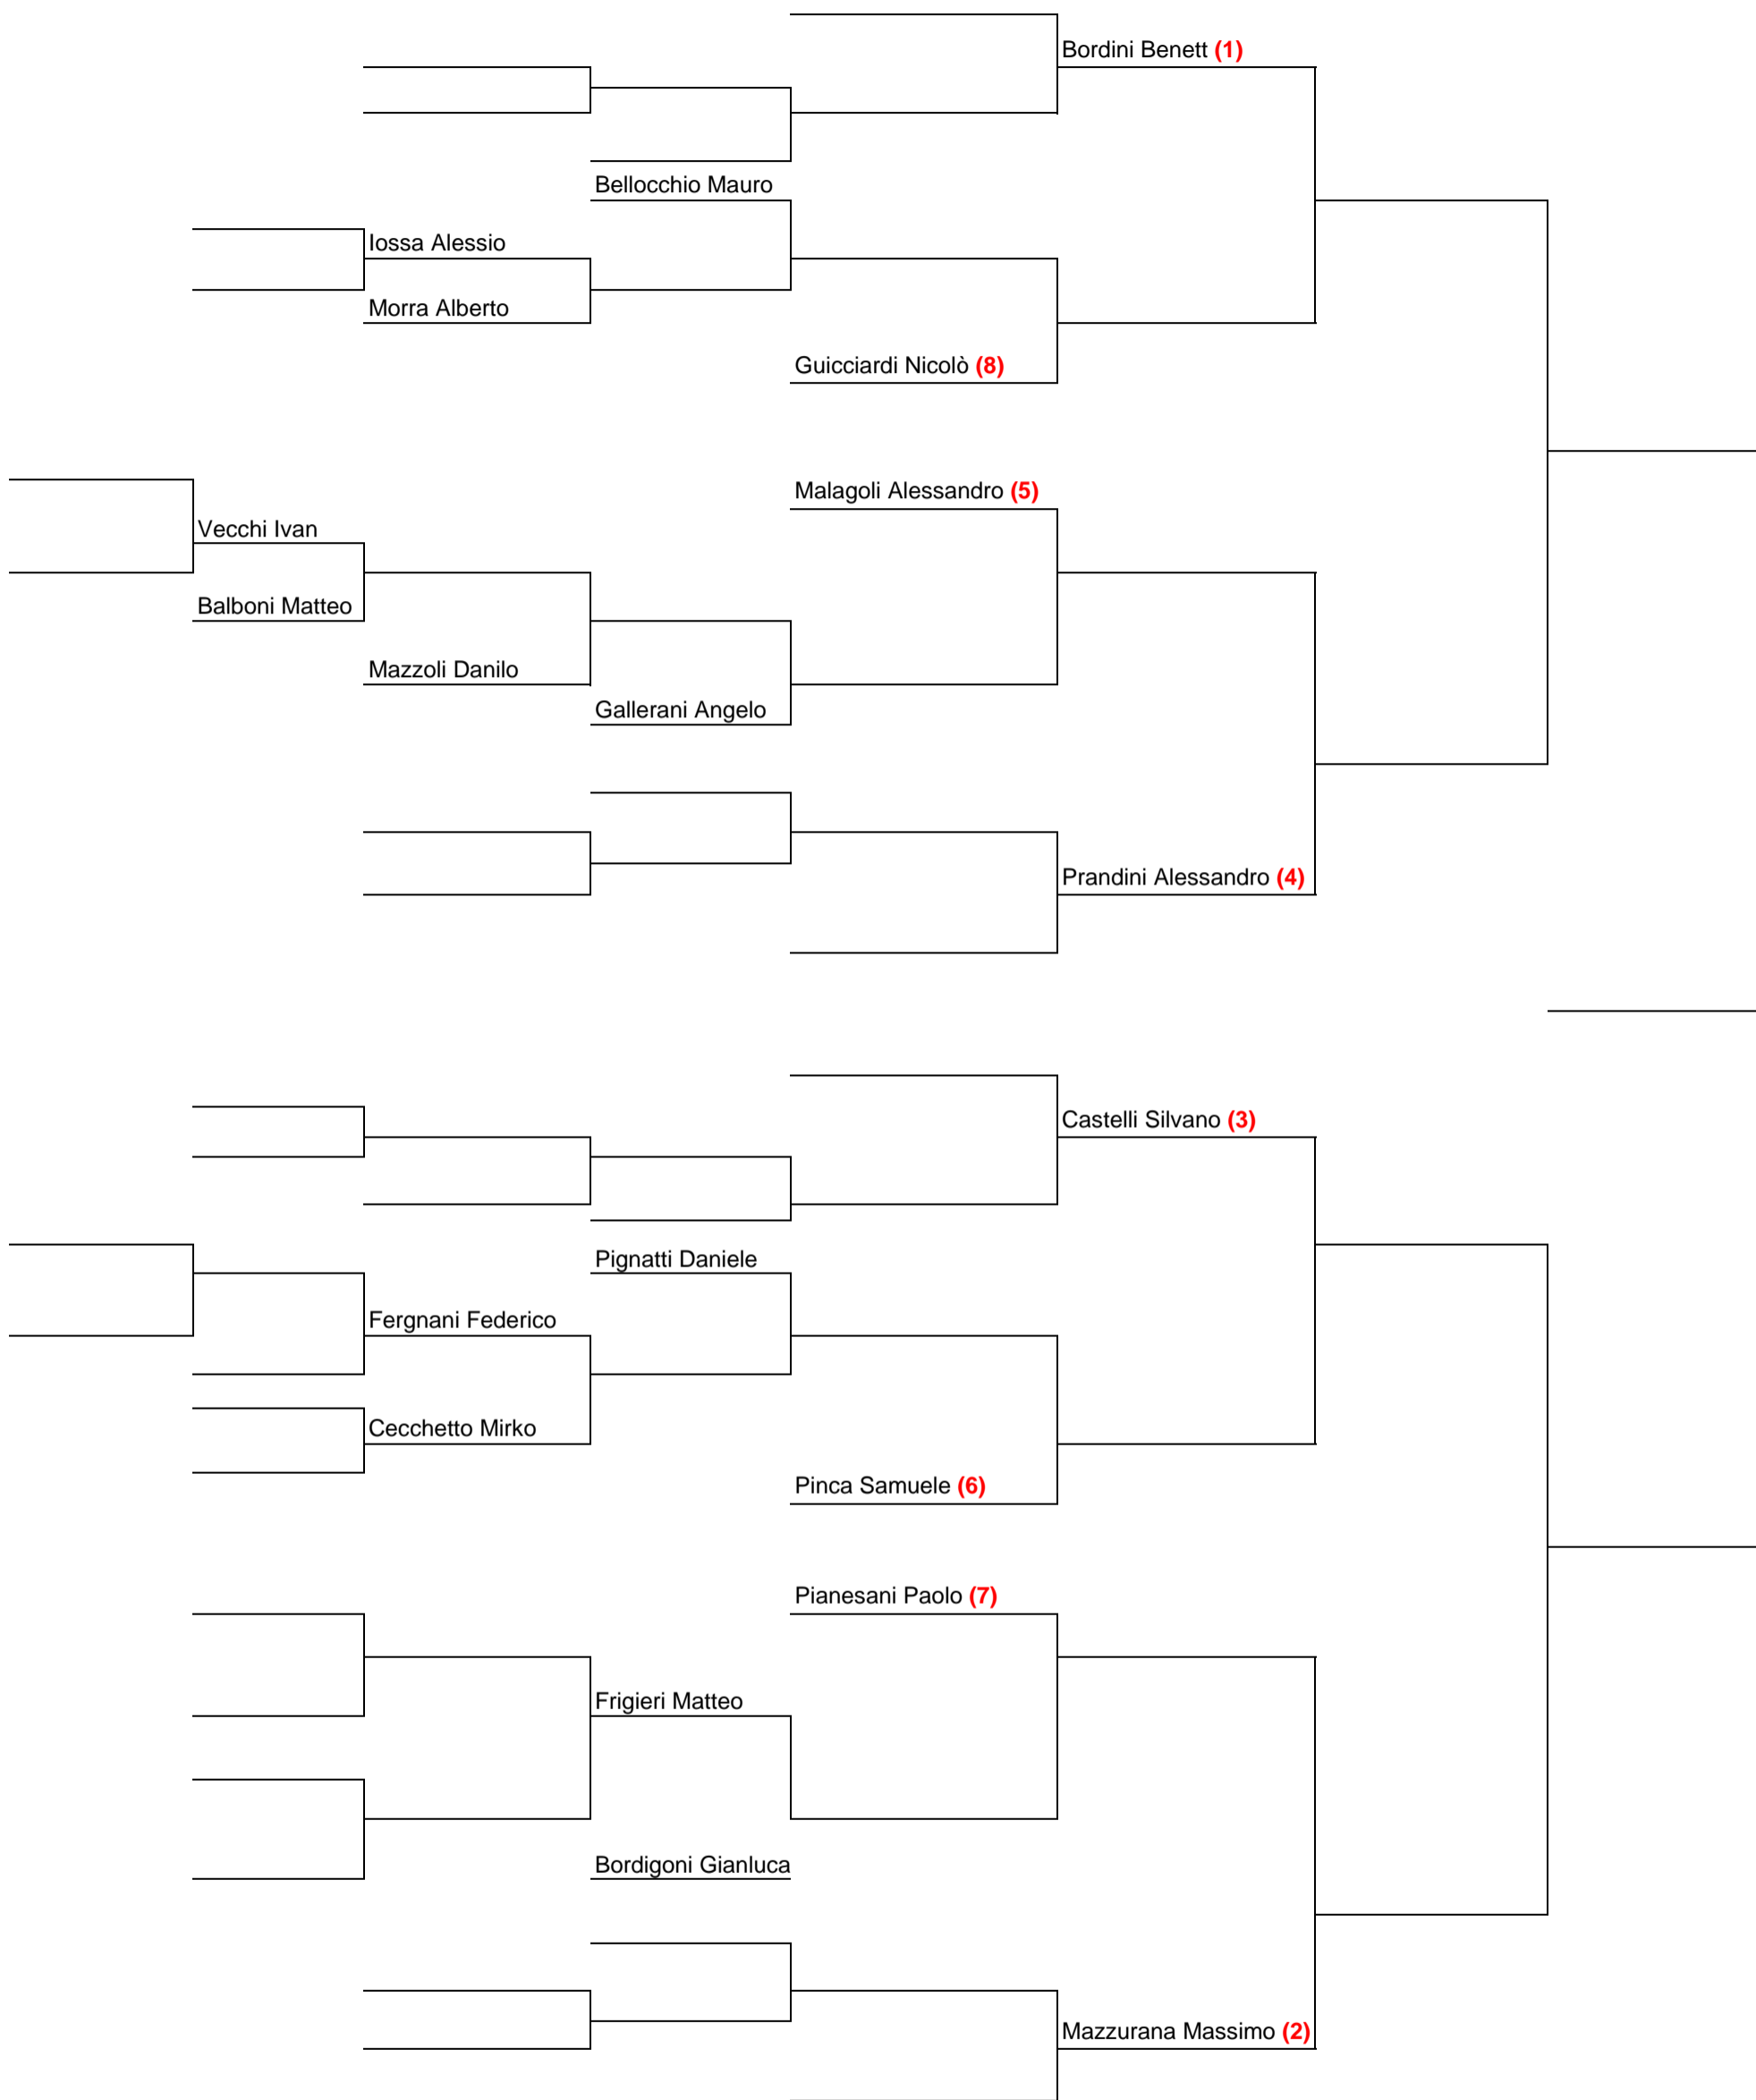 Bordini Benett (1)
Bellocchio Mauro
Iossa Alessio
Morra Alberto
Guicciardi Nicolò (8)
Malagoli Alessandro (5)
Vecchi Ivan
Balboni Matteo
Mazzoli Danilo
Gallerani Angelo
Prandini Alessandro (4)
Castelli Silvano (3)
Pignatti Daniele
Fergnani Federico
Cecchetto Mirko
Pinca Samuele (6)
Pianesani Paolo (7)
Frigieri Matteo
Bordigoni Gianluca
Mazzurana Massimo (2)